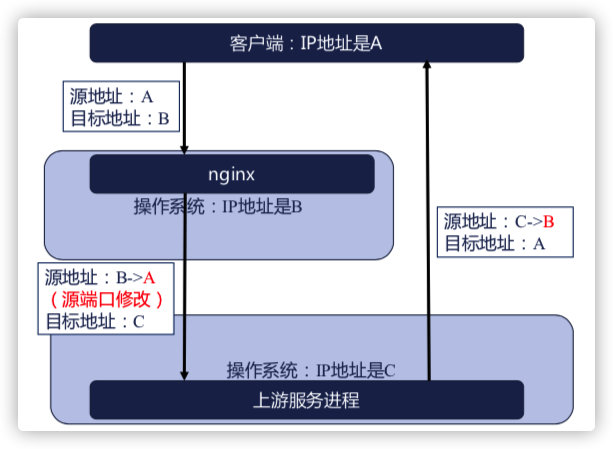 客户端：IP地址是A
源地址：A
目标地址：B
nginx
操作系统：IP地址是B
源地址：C->B
目标地址：A
源地址：B->A
（源端口修改）
目标地址：C
操作系统：IP地址是C
上游服务进程